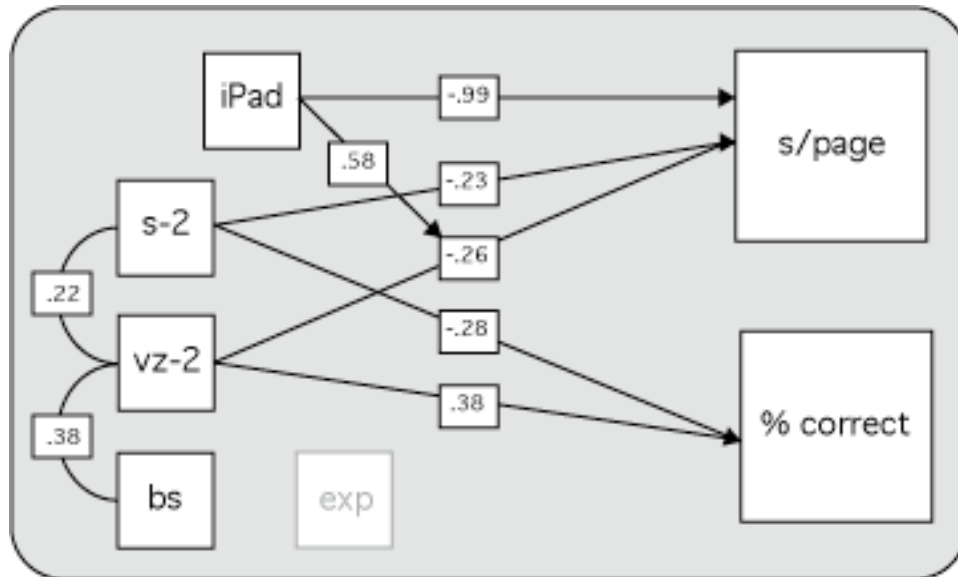 iPad
-.99
s/page
.58
-.23
s-2
-.26
.22
-.28
vz-2
.38
% correct
.38
bs
exp